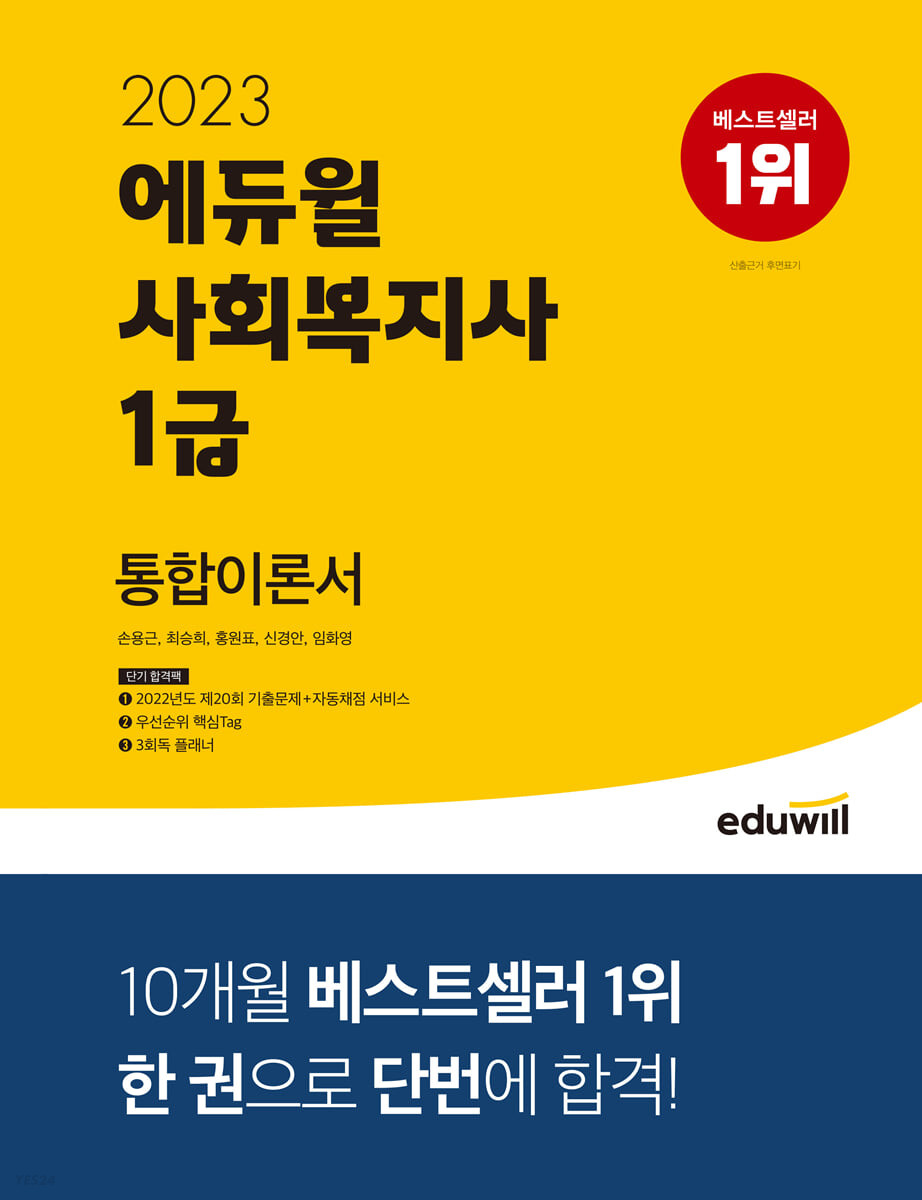 2023
에듀윌
사회복지사
1급
베스트셀러
1위
산출근거 후면표기
통합이론서
손용근, 최승희, 홍원표, 신경안, 임화영
단기 합격팩
❶ 2022년도 제20회 기출문제+자동채점 서비스
❷ 우선순위 핵심Tag
❸ 3회독 플래너
eduwill
10개월 베스트셀러 1위
한 권으로 단번에 합격!
YES24